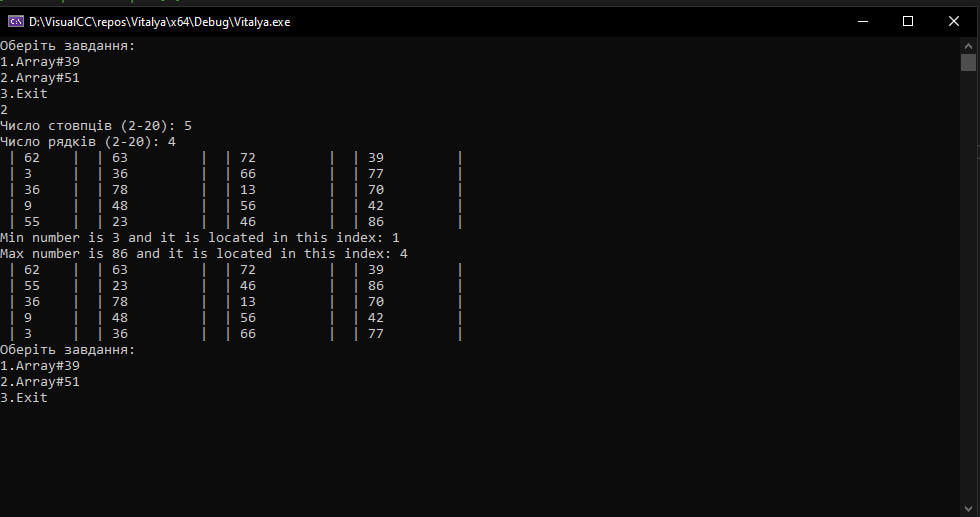 D:\VisualCC\repos\Vitalya\x64\Debug\Vitalya.exe
Оберіть завдання:
1.Array#39
2.Array#51
3.Exit
2
Число стовпців (2-20): 5
Число рядків (2-20): 4
| 62 | | 63 | | 72 | | 39 |
| 3 | | 36 | | 66 | | 77 |
| 36 | | 78 | | 13 | | 70 |
| 9 | | 48 | | 56 | | 42 |
| 55 | | 23 | | 46 | | 86 |
Min number is 3 and it is located in this index: 1
Max number is 86 and it is located in this index: 4
| 62 | | 63 | | 72 | | 39 |
| 55 | | 23 | | 46 | | 86 |
| 36 | | 78 | | 13 | | 70 |
| 9 | | 48 | | 56 | | 42 |
| 3 | | 36 | | 66 | | 77 |
Оберіть завдання:
1.Array#39
2.Array#51
3.Exit